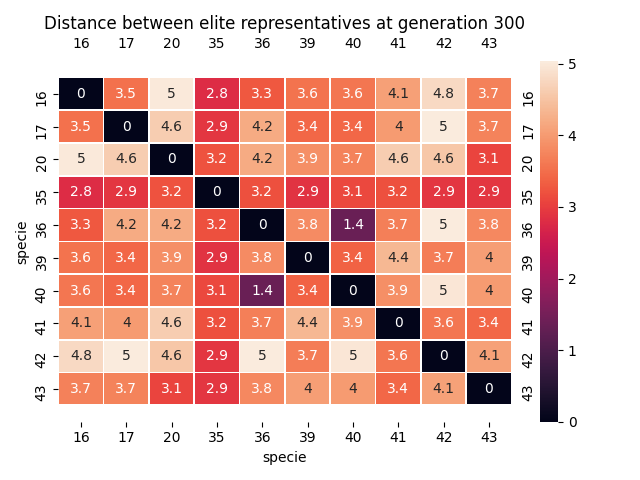 Distance between elite representatives at generation 300
16 17 20 35 36 39 40 41 42 43
16 0 3.5 5 2.8 3.3 3.6 3.6 4.1 4.8 3.7 16
17 3.5 0 4.6 2.9 4.2 3.4 3.4 4 5 3.7 17
20 5 4.6 0 3.2 4.2 3.9 3.7 4.6 4.6 3.1 20
35 2.8 2.9 3.2 0 3.2 2.9 3.1 3.2 2.9 2.9 35
36 3.3 4.2 4.2 3.2 0 3.8 1.4 3.7 5 3.8 36
39 3.6 3.4 3.9 2.9 3.8 0 3.4 4.4 3.7 4 39
40 3.6 3.4 3.7 3.1 1.4 3.4 0 3.9 5 4 40
41 4.1 4 4.6 3.2 3.7 4.4 3.9 0 3.6 3.4 41
42 4.8 5 4.6 2.9 5 3.7 5 3.6 0 4.1 42
43 3.7 3.7 3.1 2.9 3.8 4 4 3.4 4.1 0 43
16 17 20 35 36 39 40 41 42 43
specie
specie
5
4
3
2
1
0